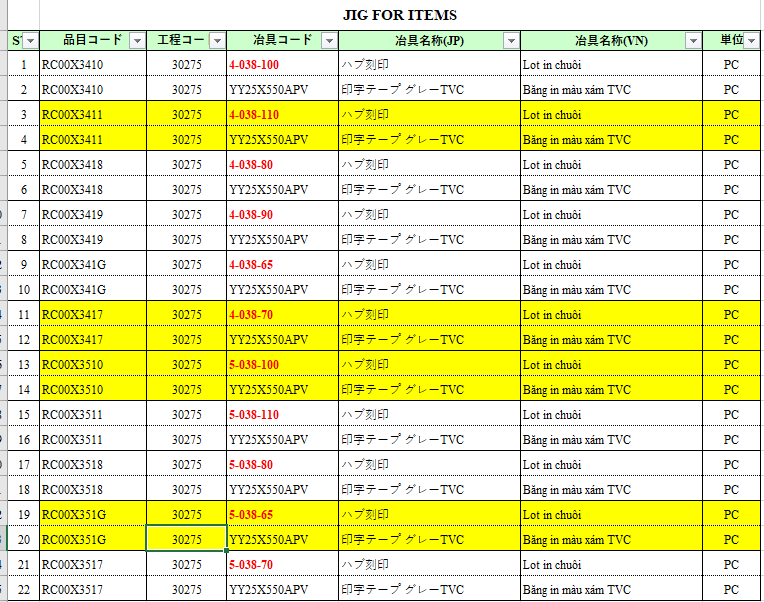 JIG FOR ITEMS
ST 品目コード 工程コー 冶具コード 冶具名称(JP) 冶具名称(VN) 単位
1 RC00X3410 30275 4-038-100 ハブ刻印 Lot in chuôi PC
2 RC00X3410 30275 YY25X550APV 印字テープ グレーTVC Băng in màu xám TVC PC
3 RC00X3411 30275 4-038-110 ハブ刻印 Lot in chuôi PC
4 RC00X3411 30275 YY25X550APV 印字テープ グレーTVC Băng in màu xám TVC PC
5 RC00X3418 30275 4-038-80 ハブ刻印 Lot in chuôi PC
6 RC00X3418 30275 YY25X550APV 印字テープ グレーTVC Băng in màu xám TVC PC
7 RC00X3419 30275 4-038-90 ハブ刻印 Lot in chuôi PC
8 RC00X3419 30275 YY25X550APV 印字テープ グレーTVC Băng in màu xám TVC PC
9 RC00X341G 30275 4-038-65 ハブ刻印 Lot in chuôi PC
10 RC00X341G 30275 YY25X550APV 印字テープ グレーTVC Băng in màu xám TVC PC
11 RC00X3417 30275 4-038-70 ハブ刻印 Lot in chuôi PC
12 RC00X3417 30275 YY25X550APV 印字テープ グレーTVC Băng in màu xám TVC PC
13 RC00X3510 30275 5-038-100 ハブ刻印 Lot in chuôi PC
14 RC00X3510 30275 YY25X550APV 印字テープ グレーTVC Băng in màu xám TVC PC
15 RC00X3511 30275 5-038-110 ハブ刻印 Lot in chuôi PC
16 RC00X3511 30275 YY25X550APV 印字テープ グレーTVC Băng in màu xám TVC PC
17 RC00X3518 30275 5-038-80 ハブ刻印 Lot in chuôi PC
18 RC00X3518 30275 YY25X550APV 印字テープ グレーTVC Băng in màu xám TVC PC
19 RC00X351G 30275 5-038-65 ハブ刻印 Lot in chuôi PC
20 RC00X351G 30275 YY25X550APV 印字テープ グレーTVC Băng in màu xám TVC PC
21 RC00X3517 30275 5-038-70 ハブ刻印 Lot in chuôi PC
22 RC00X3517 30275 YY25X550APV 印字テープ グレーTVC Băng in màu xám TVC PC